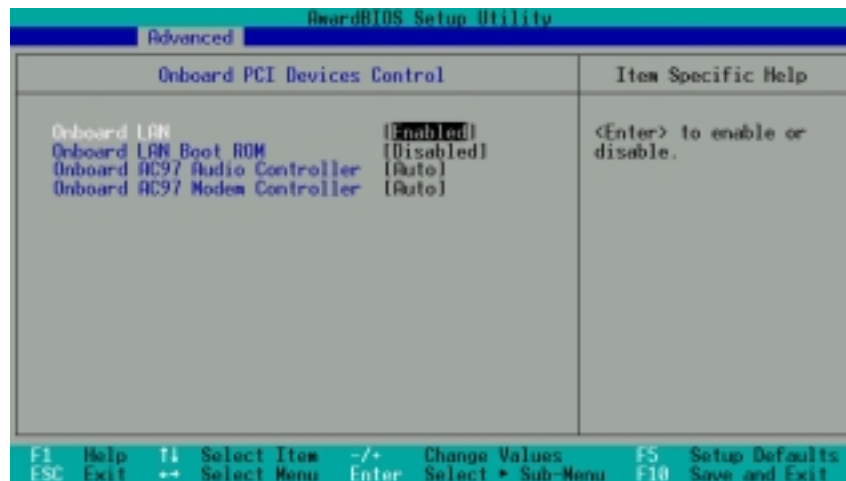 AwardBIOS Setup Utility
Advanced
Onboard PCI Devices Control
Item Specific Help
Onboard LAN [Enabled]
Onboard LAN Boot ROM [Disabled]
Onboard AC97 Audio Controller [Auto]
Onboard AC97 Modem Controller [Auto]
<Enter> to enable or
disable.
F1 Help ↑↓ Select Item -/+ Change Values F5 Setup Defaults
ESC Exit ←→ Select Menu Enter Select ► Sub-Menu F10 Save and Exit